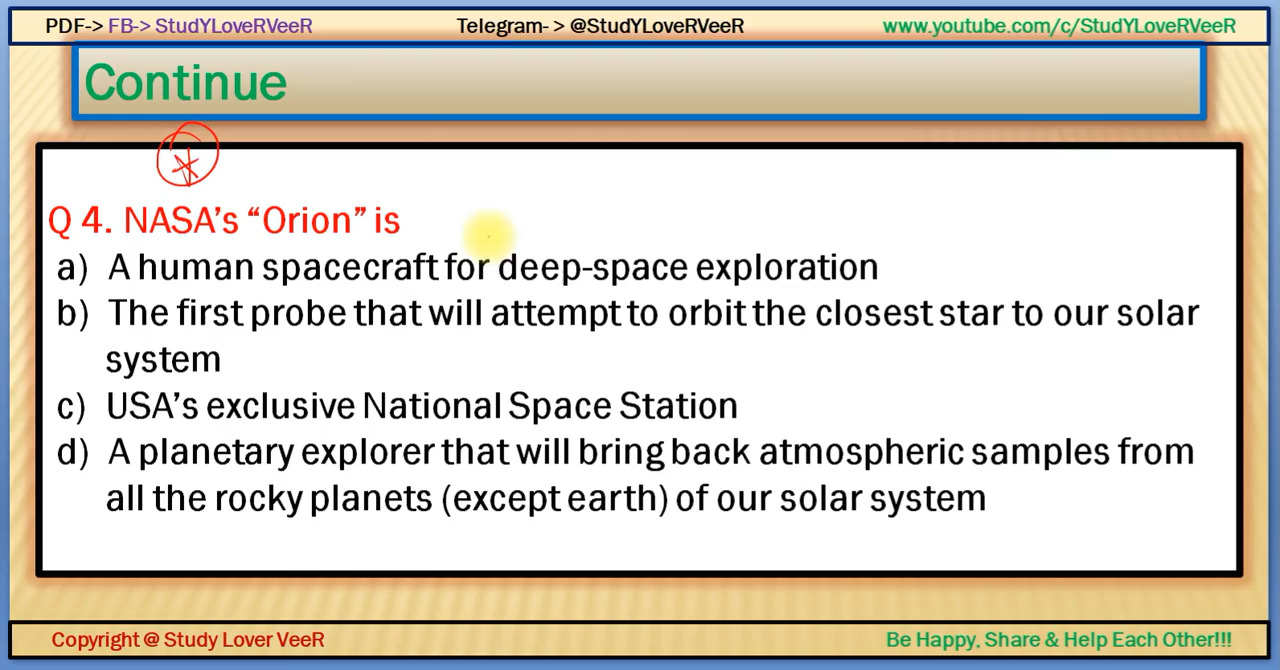 PDF-> FB-> StudYLoveRVeeR Telegram- > @StudYLoveRVeeR www.youtube.com/c/StudYLoveRVeeR
Continue
Q 4. NASA’s “Orion” is
a) A human spacecraft for deep-space exploration
b) The first probe that will attempt to orbit the closest star to our solar
system
c) USA’s exclusive National Space Station
d) A planetary explorer that will bring back atmospheric samples from
all the rocky planets (except earth) of our solar system
Copyright @ Study Lover VeeR Be Happy, Share & Help Each Other!!!